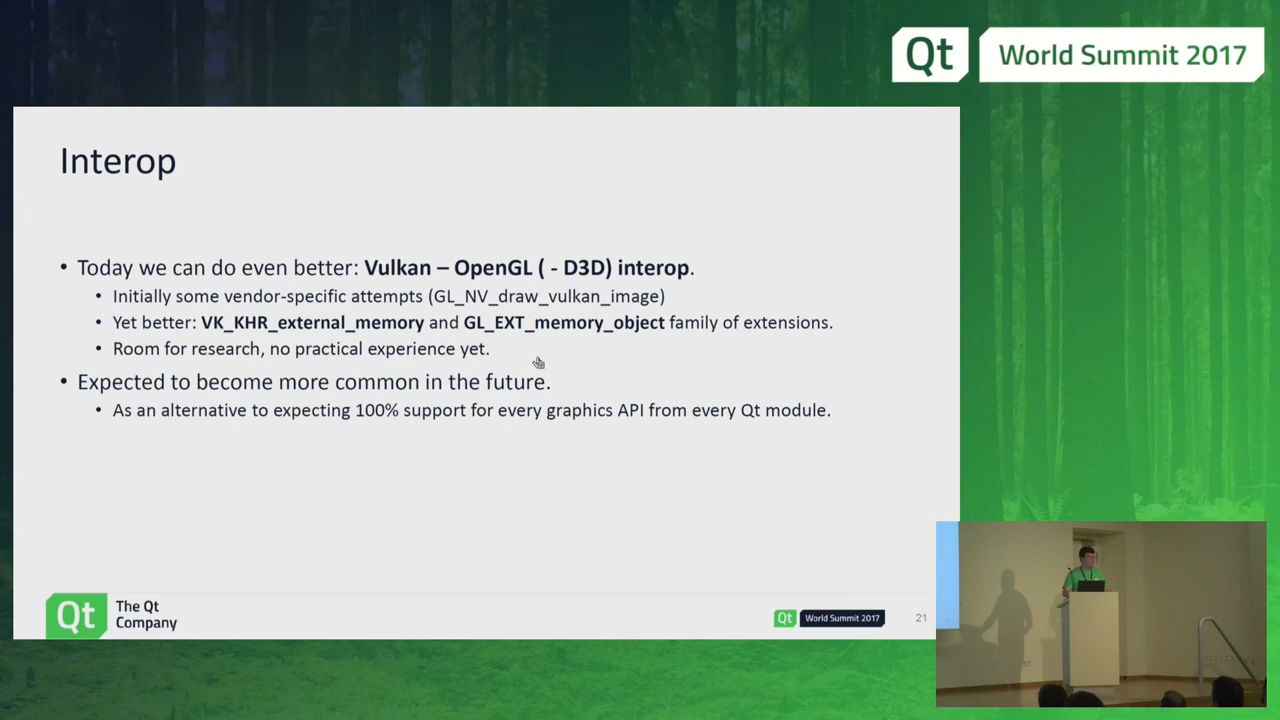 Qt World Summit 2017
Interop
• Today we can do even better: Vulkan – OpenGL ( - D3D) interop.
• Initially some vendor-specific attempts (GL_NV_draw_vulkan_image)
• Yet better: VK_KHR_external_memory and GL_EXT_memory_object family of extensions.
• Room for research, no practical experience yet.
• Expected to become more common in the future.
• As an alternative to expecting 100% support for every graphics API from every Qt module.
Qt The Qt
Company
Qt World Summit 2017 21